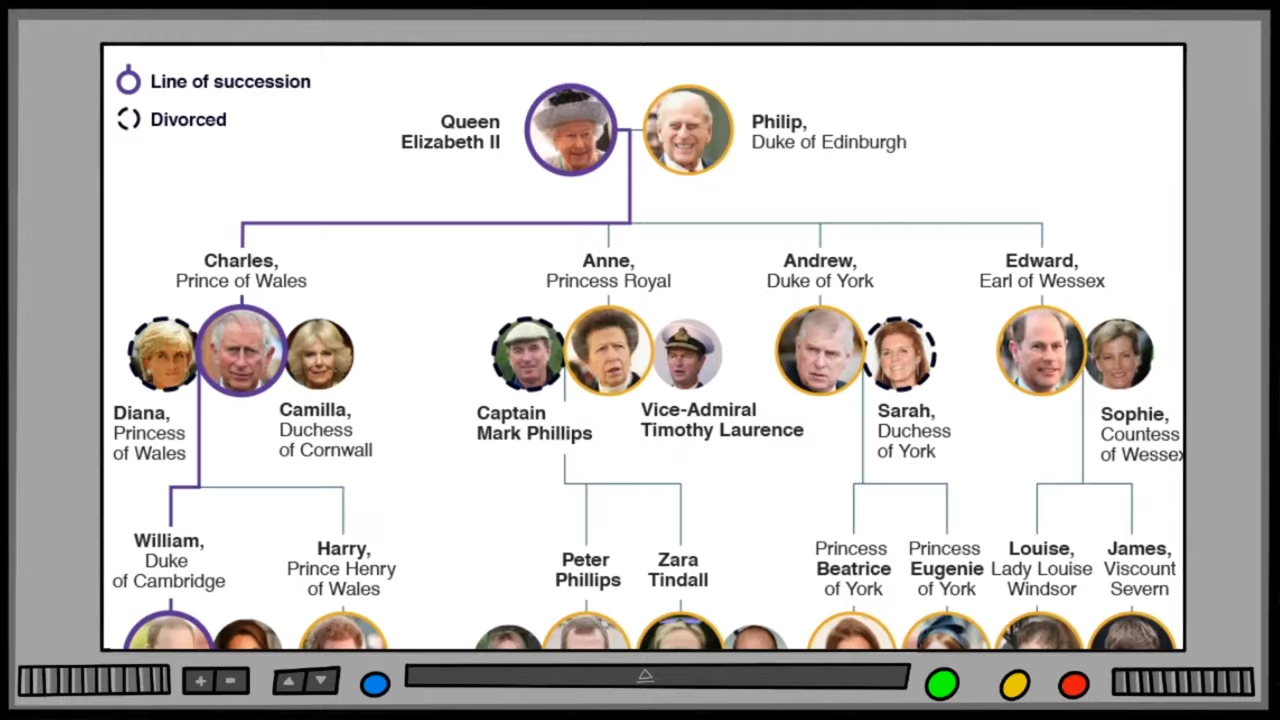 Line of succession
Divorced
Queen
Elizabeth II
Philip,
Duke of Edinburgh
Charles,
Prince of Wales
Anne,
Princess Royal
Andrew,
Duke of York
Edward,
Earl of Wessex
Diana,
Princess
of Wales
Camilla,
Duchess
of Cornwall
Captain
Mark Phillips
Vice-Admiral
Timothy Laurence
Sarah,
Duchess
of York
Sophie,
Countess
of Wessex
William,
Duke
of Cambridge
Harry,
Prince Henry
of Wales
Peter
Phillips
Zara
Tindall
Princess
Beatrice
of York
Princess
Eugenie
of York
Louise,
Lady Louise
Windsor
James,
Viscount
Severn